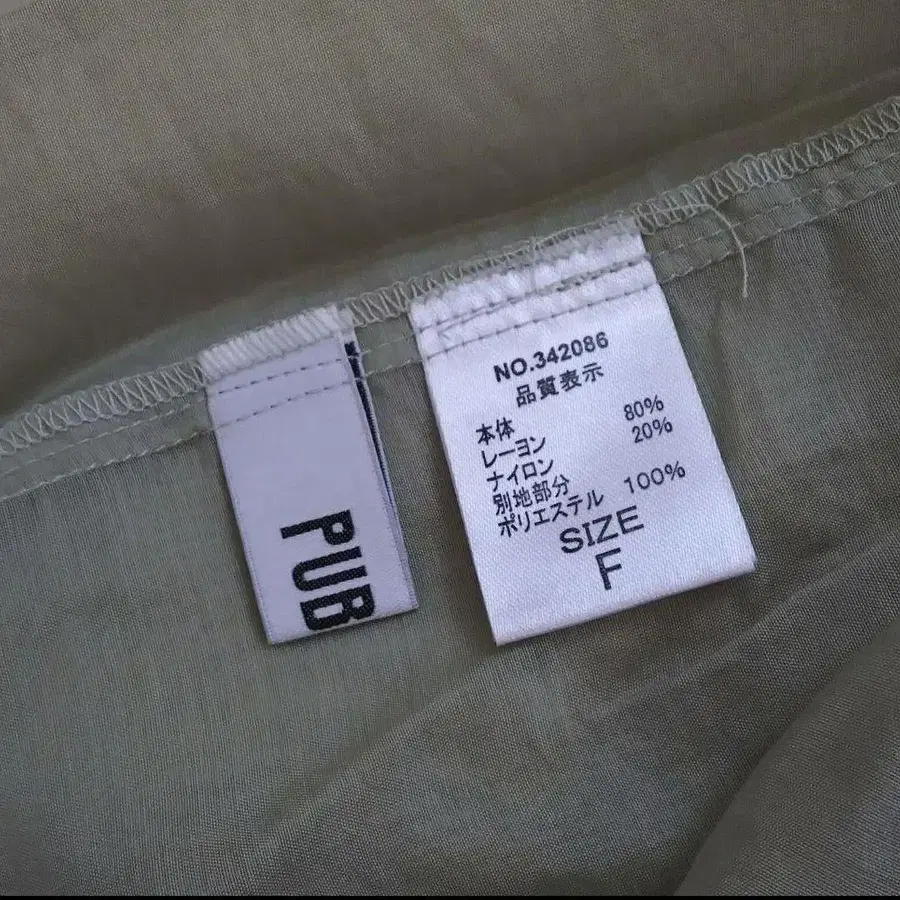 PUB
NO.342086
品質表示
本体
レーヨン 80%
ナイロン 20%
別地部分
ポリエステル 100%
SIZE
F